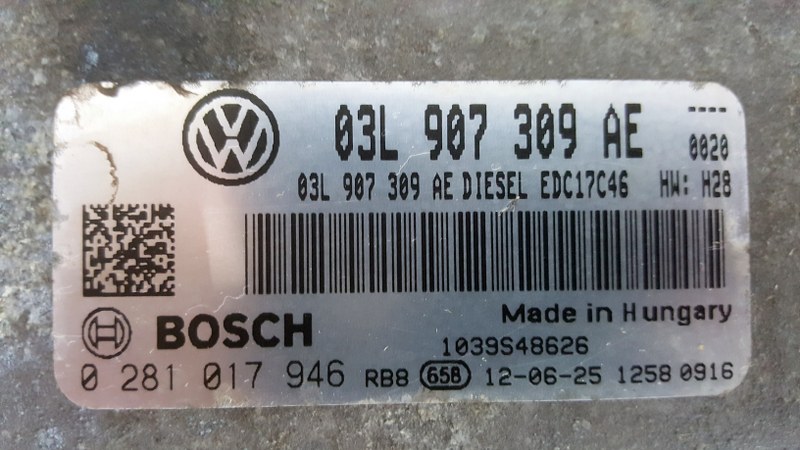 03L 907 309 AE ----
0020
03L 907 309 AE DIESEL EDC17C46 HW: H28
Made in Hungary
BOSCH
1039S48626
0 281 017 946 RB8 658 12-06-25 1258 0916